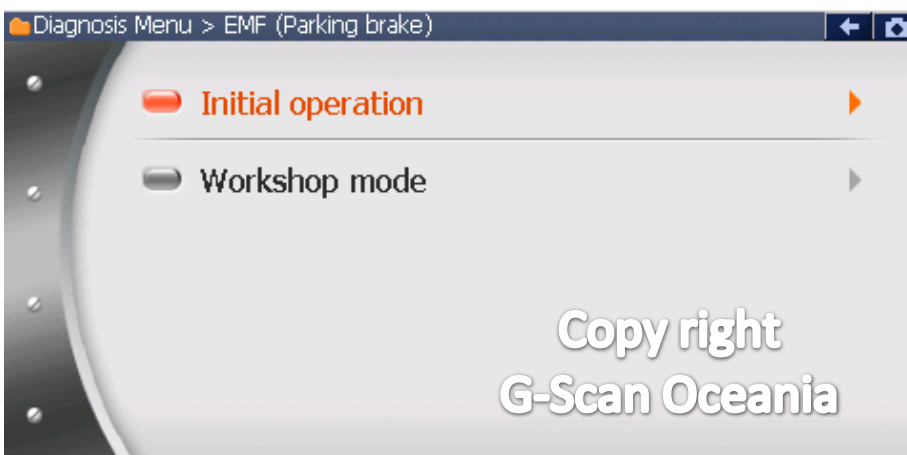 Diagnosis Menu > EMF (Parking brake)
Initial operation
Workshop mode
Copy right
G-Scan Oceania